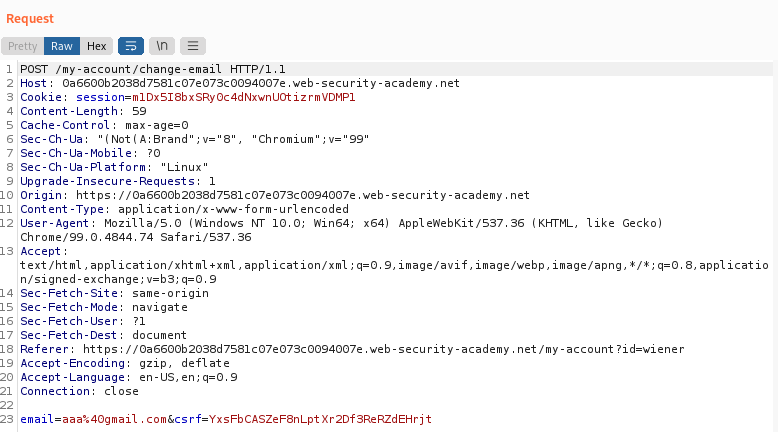 Request
Pretty Raw Hex \n
1 POST /my-account/change-email HTTP/1.1
2 Host: 0a6600b2038d7581c07e073c0094007e.web-security-academy.net
3 Cookie: session=m1Dx5I8bxSRy0c4dNxwnUOtizrmVDMP1
4 Content-Length: 59
5 Cache-Control: max-age=0
6 Sec-Ch-Ua: "(Not(A:Brand";v="8", "Chromium";v="99"
7 Sec-Ch-Ua-Mobile: ?0
8 Sec-Ch-Ua-Platform: "Linux"
9 Upgrade-Insecure-Requests: 1
10 Origin: https://0a6600b2038d7581c07e073c0094007e.web-security-academy.net
11 Content-Type: application/x-www-form-urlencoded
12 User-Agent: Mozilla/5.0 (Windows NT 10.0; Win64; x64) AppleWebKit/537.36 (KHTML, like Gecko)
Chrome/99.0.4844.74 Safari/537.36
13 Accept:
text/html,application/xhtml+xml,application/xml;q=0.9,image/avif,image/webp,image/apng,*/*;q=0.8,applicatio
n/signed-exchange;v=b3;q=0.9
14 Sec-Fetch-Site: same-origin
15 Sec-Fetch-Mode: navigate
16 Sec-Fetch-User: ?1
17 Sec-Fetch-Dest: document
18 Referer: https://0a6600b2038d7581c07e073c0094007e.web-security-academy.net/my-account?id=wiener
19 Accept-Encoding: gzip, deflate
20 Accept-Language: en-US,en;q=0.9
21 Connection: close
22
23 email=aaa%40gmail.com&csrf=YxsFbCASZeF8nLptXr2Df3ReRZdEHrjt